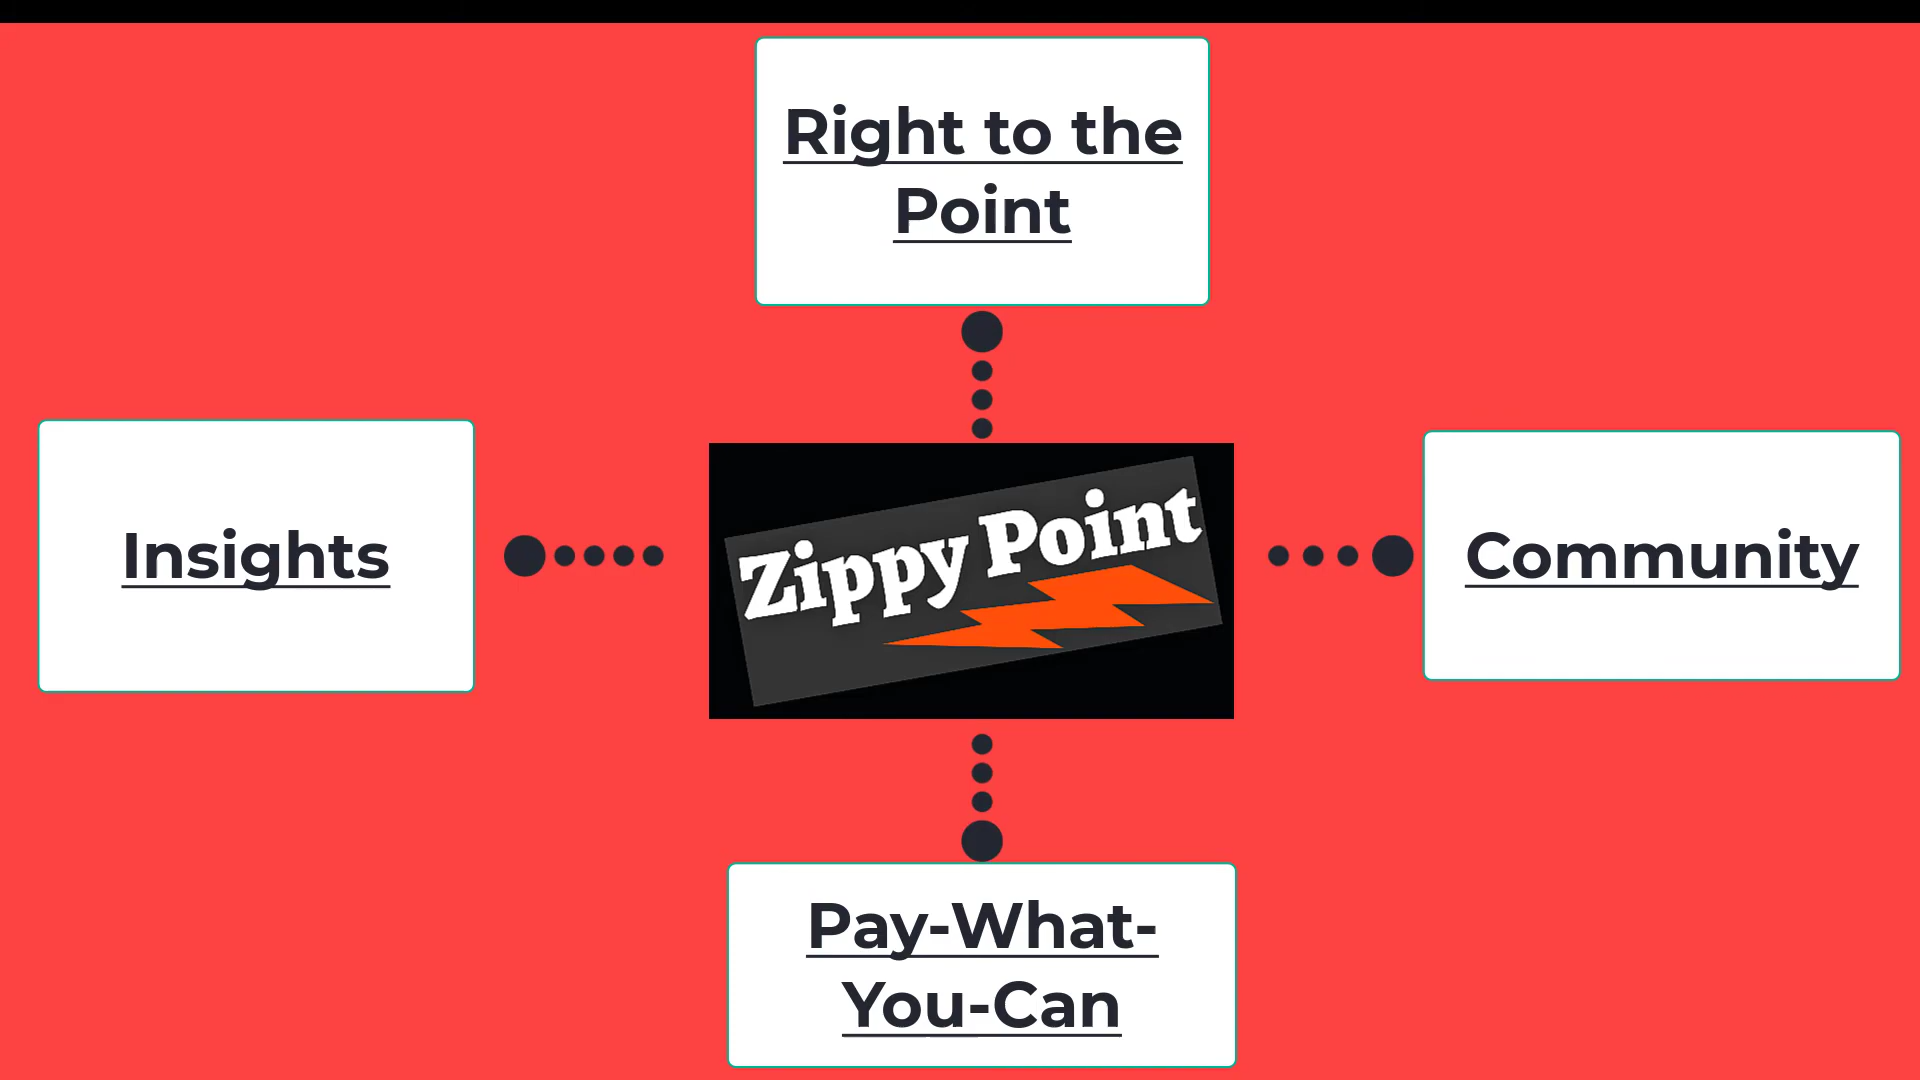 Right to the
Point
Insights
Zippy Point
Community
Pay-What-
You-Can